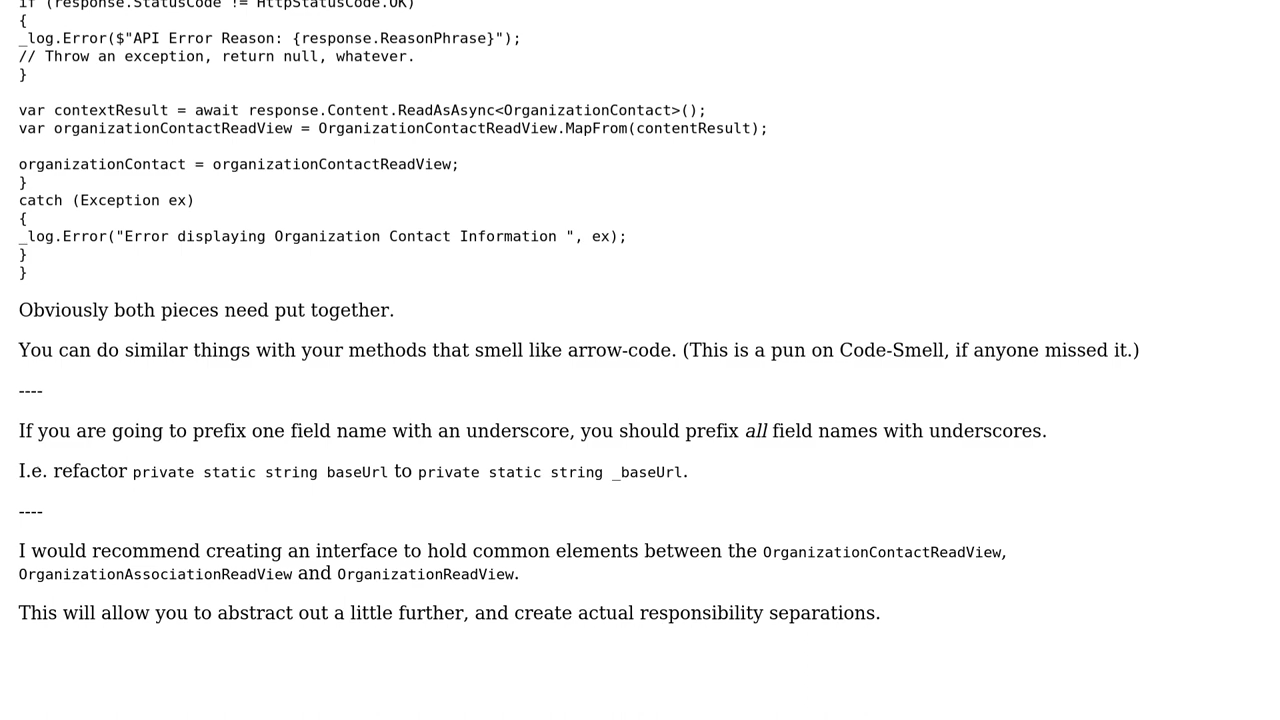 if (response.StatusCode != HttpStatusCode.OK)
{
_log.Error($"API Error Reason: {response.ReasonPhrase}");
// Throw an exception, return null, whatever.
}

var contextResult = await response.Content.ReadAsAsync<OrganizationContact>();
var organizationContactReadView = OrganizationContactReadView.MapFrom(contentResult);

organizationContact = organizationContactReadView;
}
catch (Exception ex)
{
_log.Error("Error displaying Organization Contact Information ", ex);
}
}
Obviously both pieces need put together.
You can do similar things with your methods that smell like arrow-code. (This is a pun on Code-Smell, if anyone missed it.)
----
If you are going to prefix one field name with an underscore, you should prefix all field names with underscores.
I.e. refactor private static string baseUrl to private static string _baseUrl.
----
I would recommend creating an interface to hold common elements between the OrganizationContactReadView,
OrganizationAssociationReadView and OrganizationReadView.
This will allow you to abstract out a little further, and create actual responsibility separations.